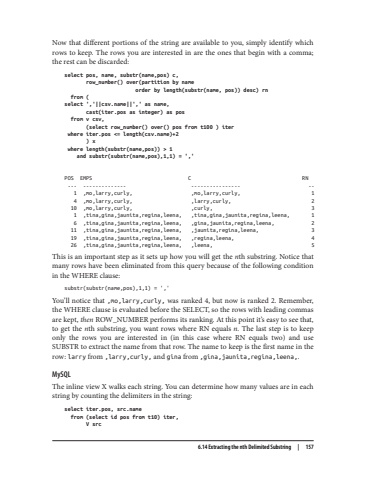 Now that different portions of the string are available to you, simply identify which
rows to keep. The rows you are interested in are the ones that begin with a comma;
the rest can be discarded:
select pos, name, substr(name,pos) c,
row_number() over(partition by name
order by length(substr(name, pos)) desc) rn
from (
select ','||csv.name||',' as name,
cast(iter.pos as integer) as pos
from v csv,
(select row_number() over() pos from t100 ) iter
where iter.pos <= length(csv.name)+2
) x
where length(substr(name,pos)) > 1
and substr(name,pos),1,1) = ','
POS EMPS C RN
--- -------------- ---------------- --
1 ,mo,larry,curly, ,mo,larry,curly, 1
4 ,mo,larry,curly, ,larry,curly, 2
10 ,mo,larry,curly, ,curly, 3
1 ,tina,gina,jaunita,regina,leena, ,tina,gina,jaunita,regina,leena, 1
6 ,tina,gina,jaunita,regina,leena, ,gina,jaunita,regina,leena, 2
11 ,tina,gina,jaunita,regina,leena, ,jaunita,regina,leena, 3
19 ,tina,gina,jaunita,regina,leena, ,regina,leena, 4
26 ,tina,gina,jaunita,regina,leena, ,leena, 5
This is an important step as it sets up how you will get the nth substring. Notice that
many rows have been eliminated from this query because of the following condition
in the WHERE clause:
substr(substr(name,pos),1,1) = ','
You'll notice that ,mo,larry,curly, was ranked 4, but now is ranked 2. Remember,
the WHERE clause is evaluated before the SELECT, so the rows with leading commas
are kept, then ROW_NUMBER performs its ranking. At this point it's easy to see that,
to get the nth substring, you want rows where RN equals n. The last step is to keep
only the rows you are interested in (in this case where RN equals two) and use
SUBSTR to extract the name from that row. The name to keep is the first name in the
row: larry from ,larry,curly, and gina from ,gina,jaunita,regina,leena,.
MySQL
The inline view X walks each string. You can determine how many values are in each
string by counting the delimiters in the string:
select iter.pos, src.name
from (select id pos from t10) iter,
V src
6.14 Extracting the nth Delimited Substring | 157